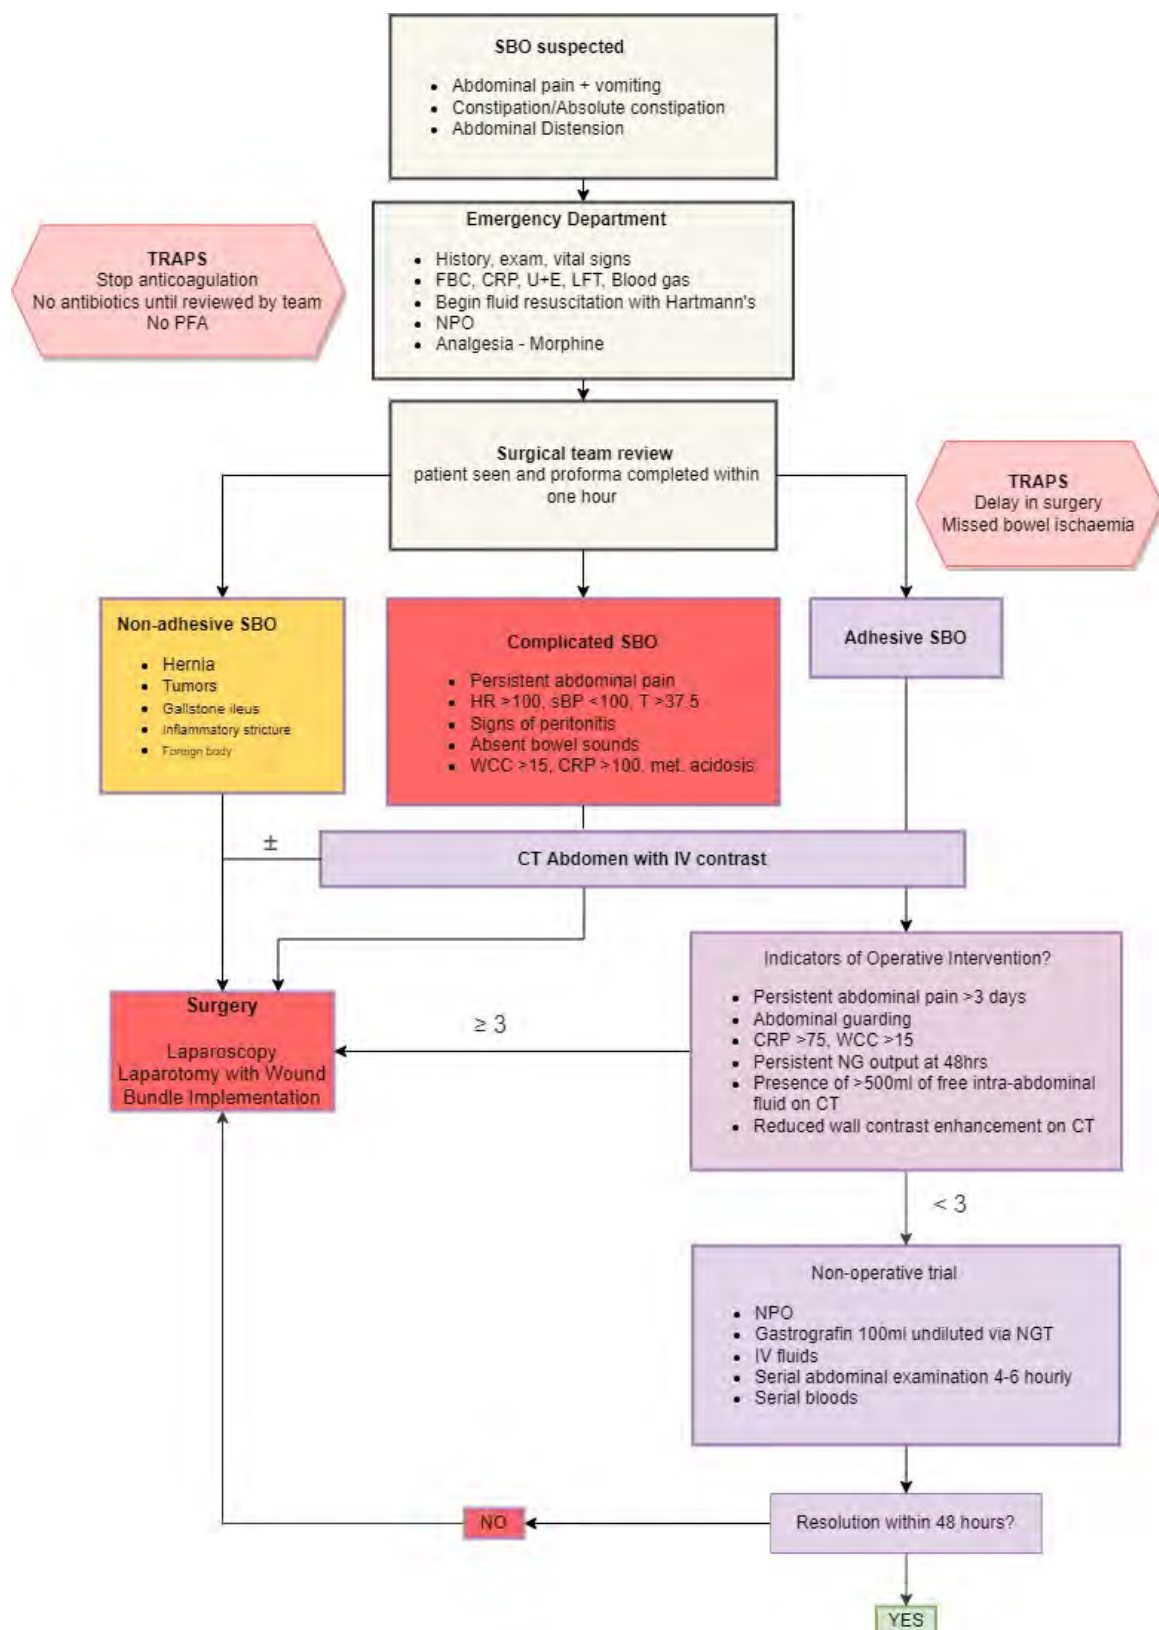 SBO suspected
Abdominal pain + vomiting
Constipation/Absolute constipation
Abdominal Distension
Emergency Department
History, exam, vital signs
FBC, CRP, U+E, LFT, Blood gas
Begin fluid resuscitation with Hartmann's
NPO
Analgesia - Morphine
TRAPS
Stop anticoagulation
No antibiotics until reviewed by team
No PFA
Surgical team review
patient seen and proforma completed within
one hour
TRAPS
Delay in surgery
Missed bowel ischaemia
Non-adhesive SBO
Hernia
Tumors
Gallstone ileus
Inflammatory stricture
Foreign body
Complicated SBO
Persistent abdominal pain
HR >100, sBP <100, T >37.5
Signs of peritonitis
Absent bowel sounds
WCC >15, CRP >100, met. acidosis
Adhesive SBO
±
CT Abdomen with IV contrast
Indicators of Operative Intervention?
Persistent abdominal pain >3 days
Abdominal guarding
CRP >75, WCC >15
Persistent NG output at 48hrs
Presence of >500ml of free intra-abdominal
fluid on CT
Reduced wall contrast enhancement on CT
≥ 3
Surgery
Laparoscopy
Laparotomy with Wound
Bundle Implementation
< 3
Non-operative trial
NPO
Gastrografin 100ml undiluted via NGT
IV fluids
Serial abdominal examination 4-6 hourly
Serial bloods
Resolution within 48 hours?
NO
YES